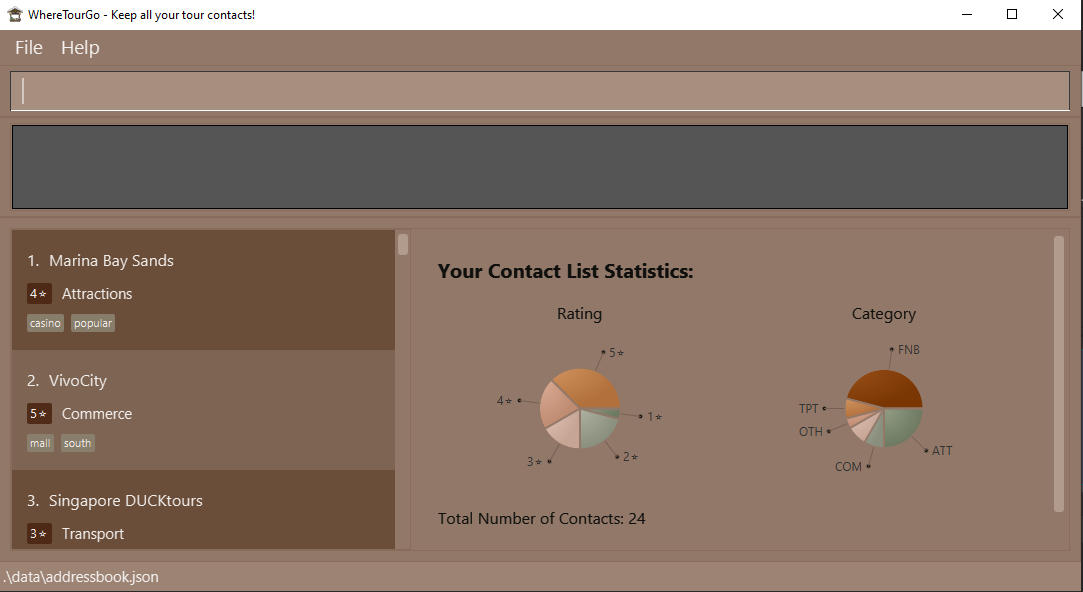 WhereTourGo - Keep all your tour contacts!
File Help
1. Marina Bay Sands
4★ Attractions
casino popular
2. VivoCity
5★ Commerce
mall south
3. Singapore DUCKtours
3★ Transport
Your Contact List Statistics:
Rating
5★
4★
1★
3★
2★
Category
FNB
TPT
OTH
ATT
COM
Total Number of Contacts: 24
.\data\addressbook.json